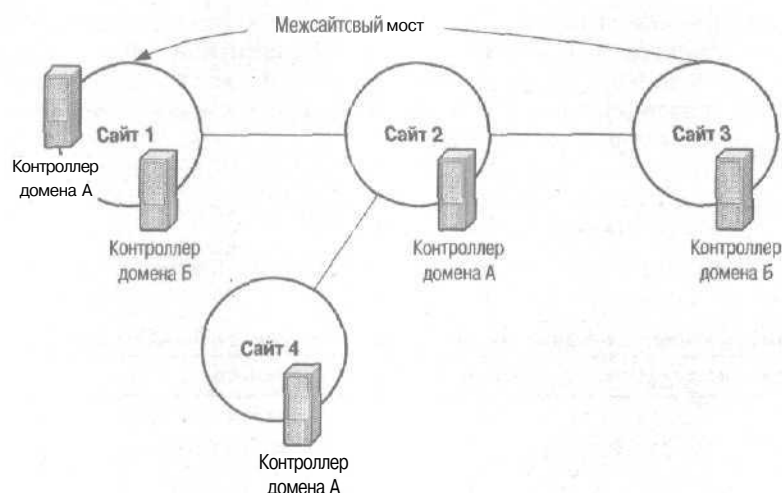 Межсайтовый мост
Сайт 1
Сайт 2
Сайт 3
Контроллер
домена А
Контроллер
домена Б
Контроллер
домена А
Контроллер
домена Б
Сайт 4
Контроллер
домена А